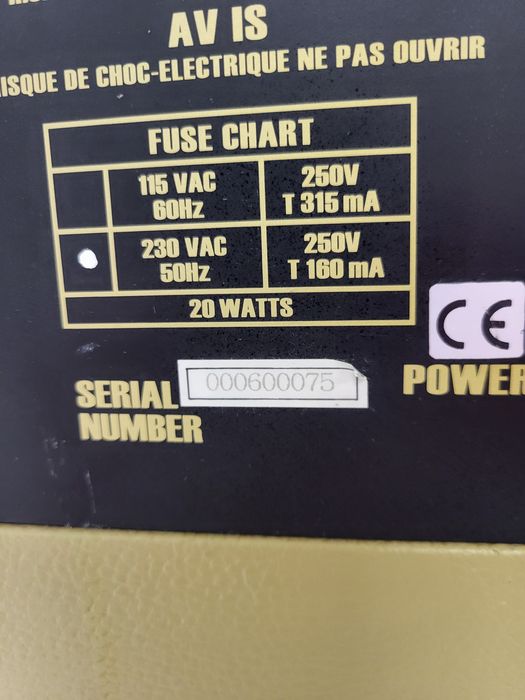 AV IS
RISQUE DE CHOC-ELECTRIQUE NE PAS OUVRIR
FUSE CHART
115 VAC 60Hz 250V T 315 mA
230 VAC 50Hz 250V T 160 mA
20 WATTS
CE
000600075
SERIAL NUMBER
POWER